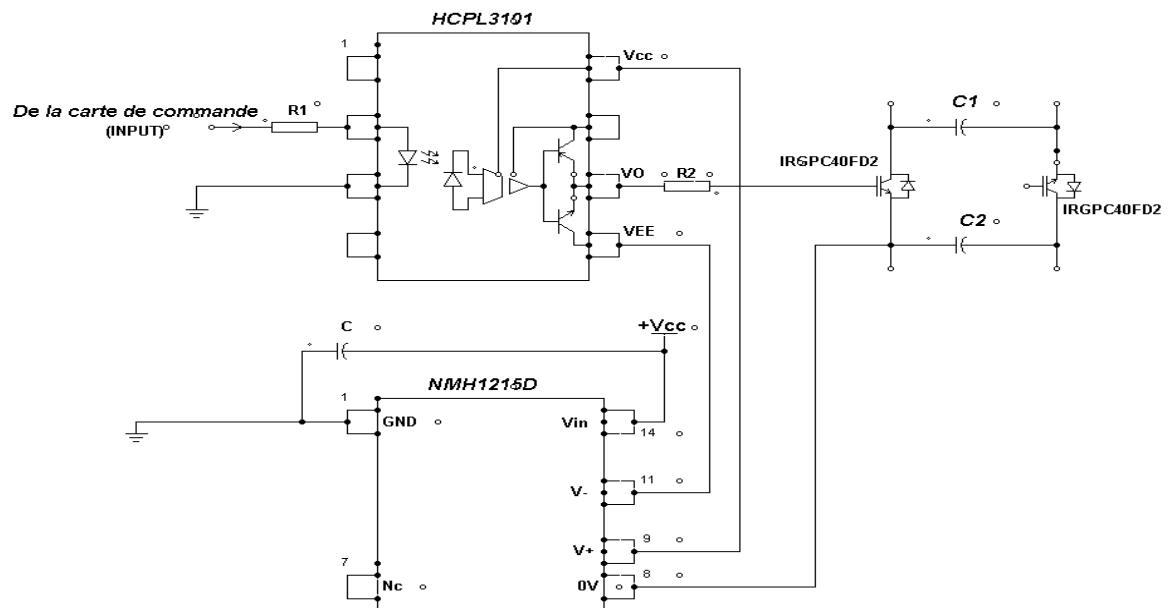 HCPL3101
1
Vcc
De la carte de commande
(INPUT)
R1
C1
IRGPC40FD2
VO
R2
IRGPC40FD2
C2
VEE
C
+Vcc
NMH1215D
1
GND
Vin
14
11
V-
9
V+
7
Nc
8
0V